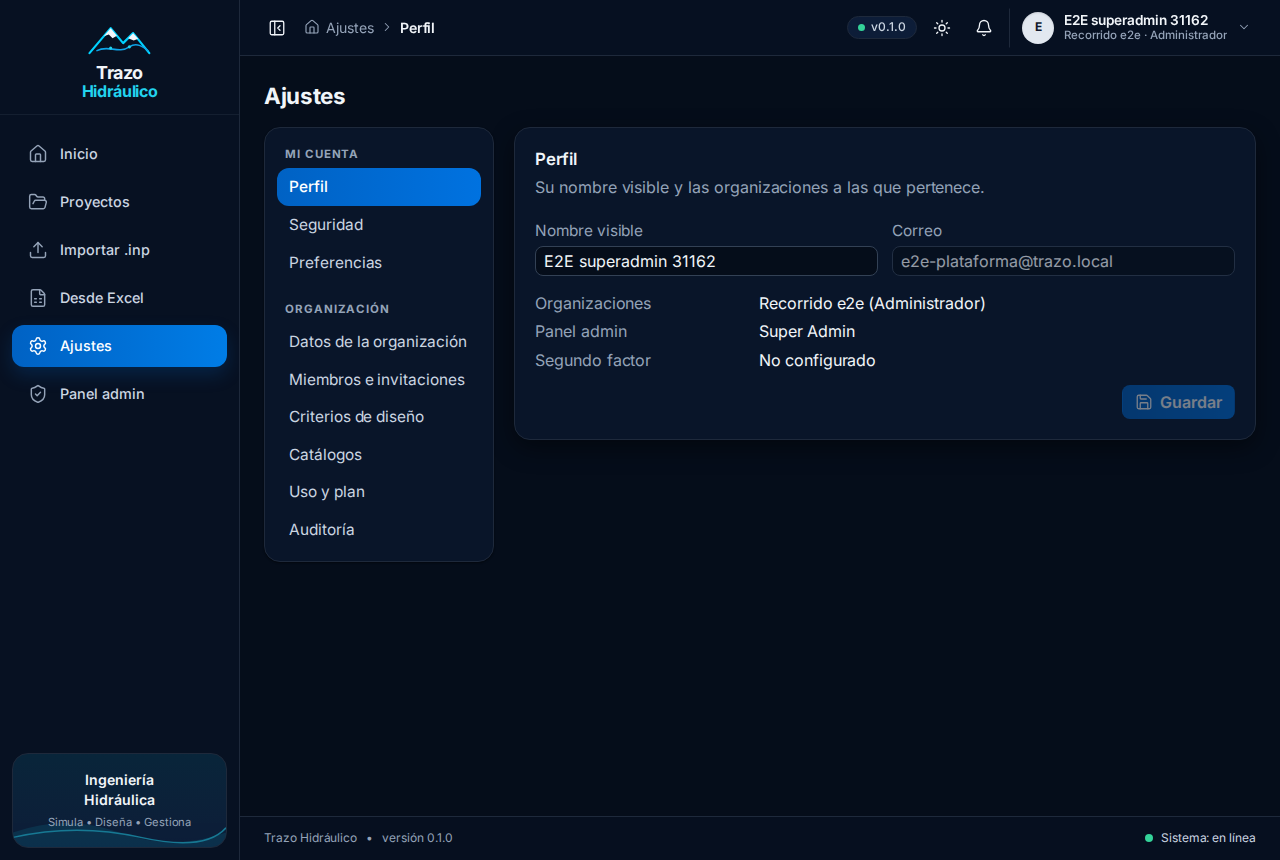 Trazo
Hidráulico
Inicio
Proyectos
Importar .inp
Desde Excel
Ajustes
Panel admin
Ingeniería
Hidráulica
Simula • Diseña • Gestiona
Ajustes > Perfil
v0.1.0
E
E2E superadmin 31162
Recorrido e2e · Administrador
Ajustes
MI CUENTA
Perfil
Seguridad
Preferencias
ORGANIZACIÓN
Datos de la organización
Miembros e invitaciones
Criterios de diseño
Catálogos
Uso y plan
Auditoría
Perfil
Su nombre visible y las organizaciones a las que pertenece.
Nombre visible
E2E superadmin 31162
Correo
e2e-plataforma@trazo.local
Organizaciones Recorrido e2e (Administrador)
Panel admin Super Admin
Segundo factor No configurado
Guardar
Trazo Hidráulico • versión 0.1.0
Sistema: en línea